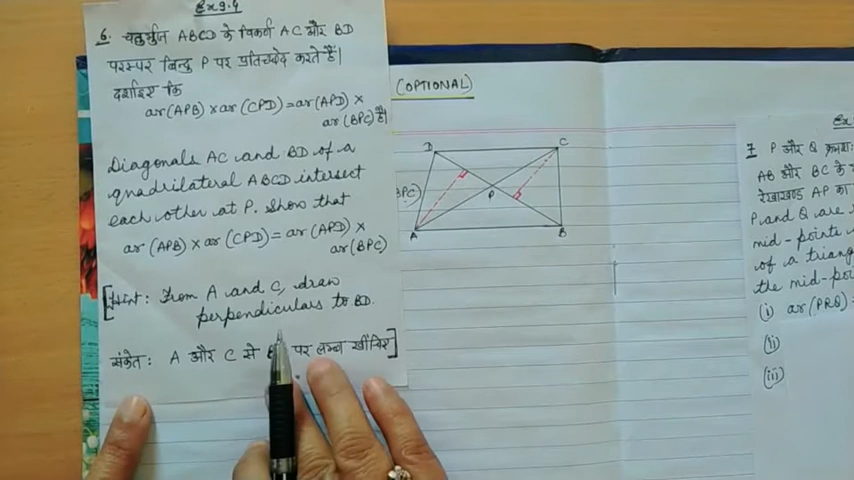 Ex 9.4
6. चतुर्भुज ABCD के विकर्ण AC और BD
परस्पर बिन्दु P पर प्रतिच्छेद करते हैं।
दर्शाइए कि
ar(APB) × ar(CPD) = ar(APD) ×
ar(BPC) है।
Diagonals AC and BD of a
quadrilateral ABCD intersect
each other at P. Show that
ar(APB) × ar(CPD) = ar(APD) ×
ar(BPC)
[Hint: From A and C, draw
perpendiculars to BD.
संकेत: A और C से पर लम्ब खींचिए]
(OPTIONAL)
D C
BPC)
P
A B
Ex
7 P और Q क्रमशः
AB और BC के
रेखाखण्ड AP का
P and Q are
mid-points
of a triang
the mid-po
(i) ar(PRQ) =
(ii)
(iii)